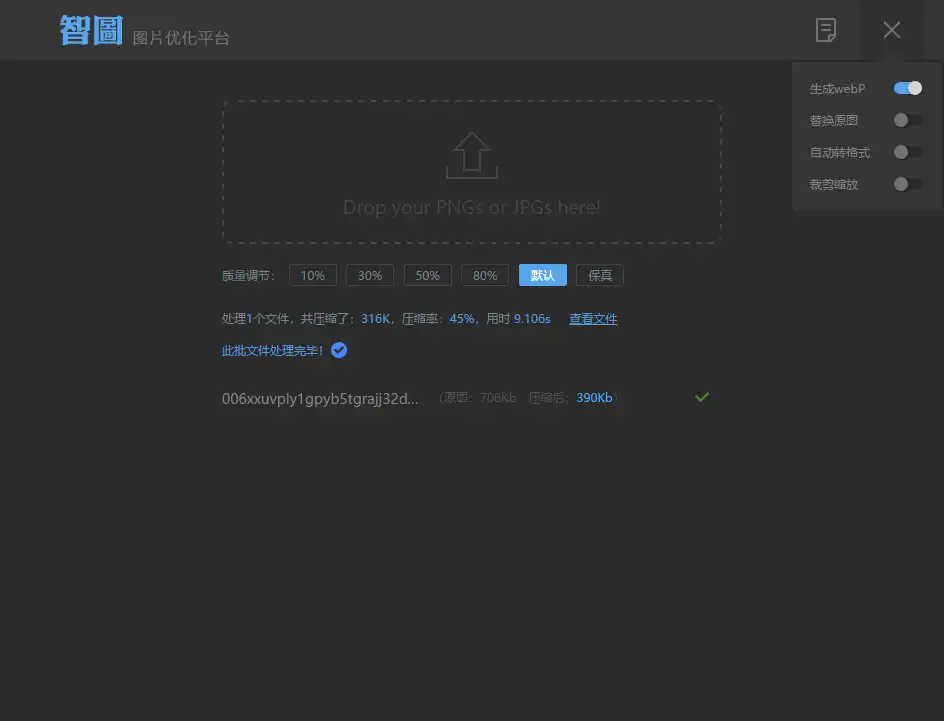 智圖 图片优化平台
生成webP
替换原图
自动转格式
裁剪缩放
Drop your PNGs or JPGs here!
质量调节: 10% 30% 50% 80% 默认 保真
处理1个文件，共压缩了：316K，压缩率：45%，用时 9.106s 查看文件
此批文件处理完毕!
006xxuvply1gpyb5tgrajj32d... （原图：706Kb 压缩后：390Kb）